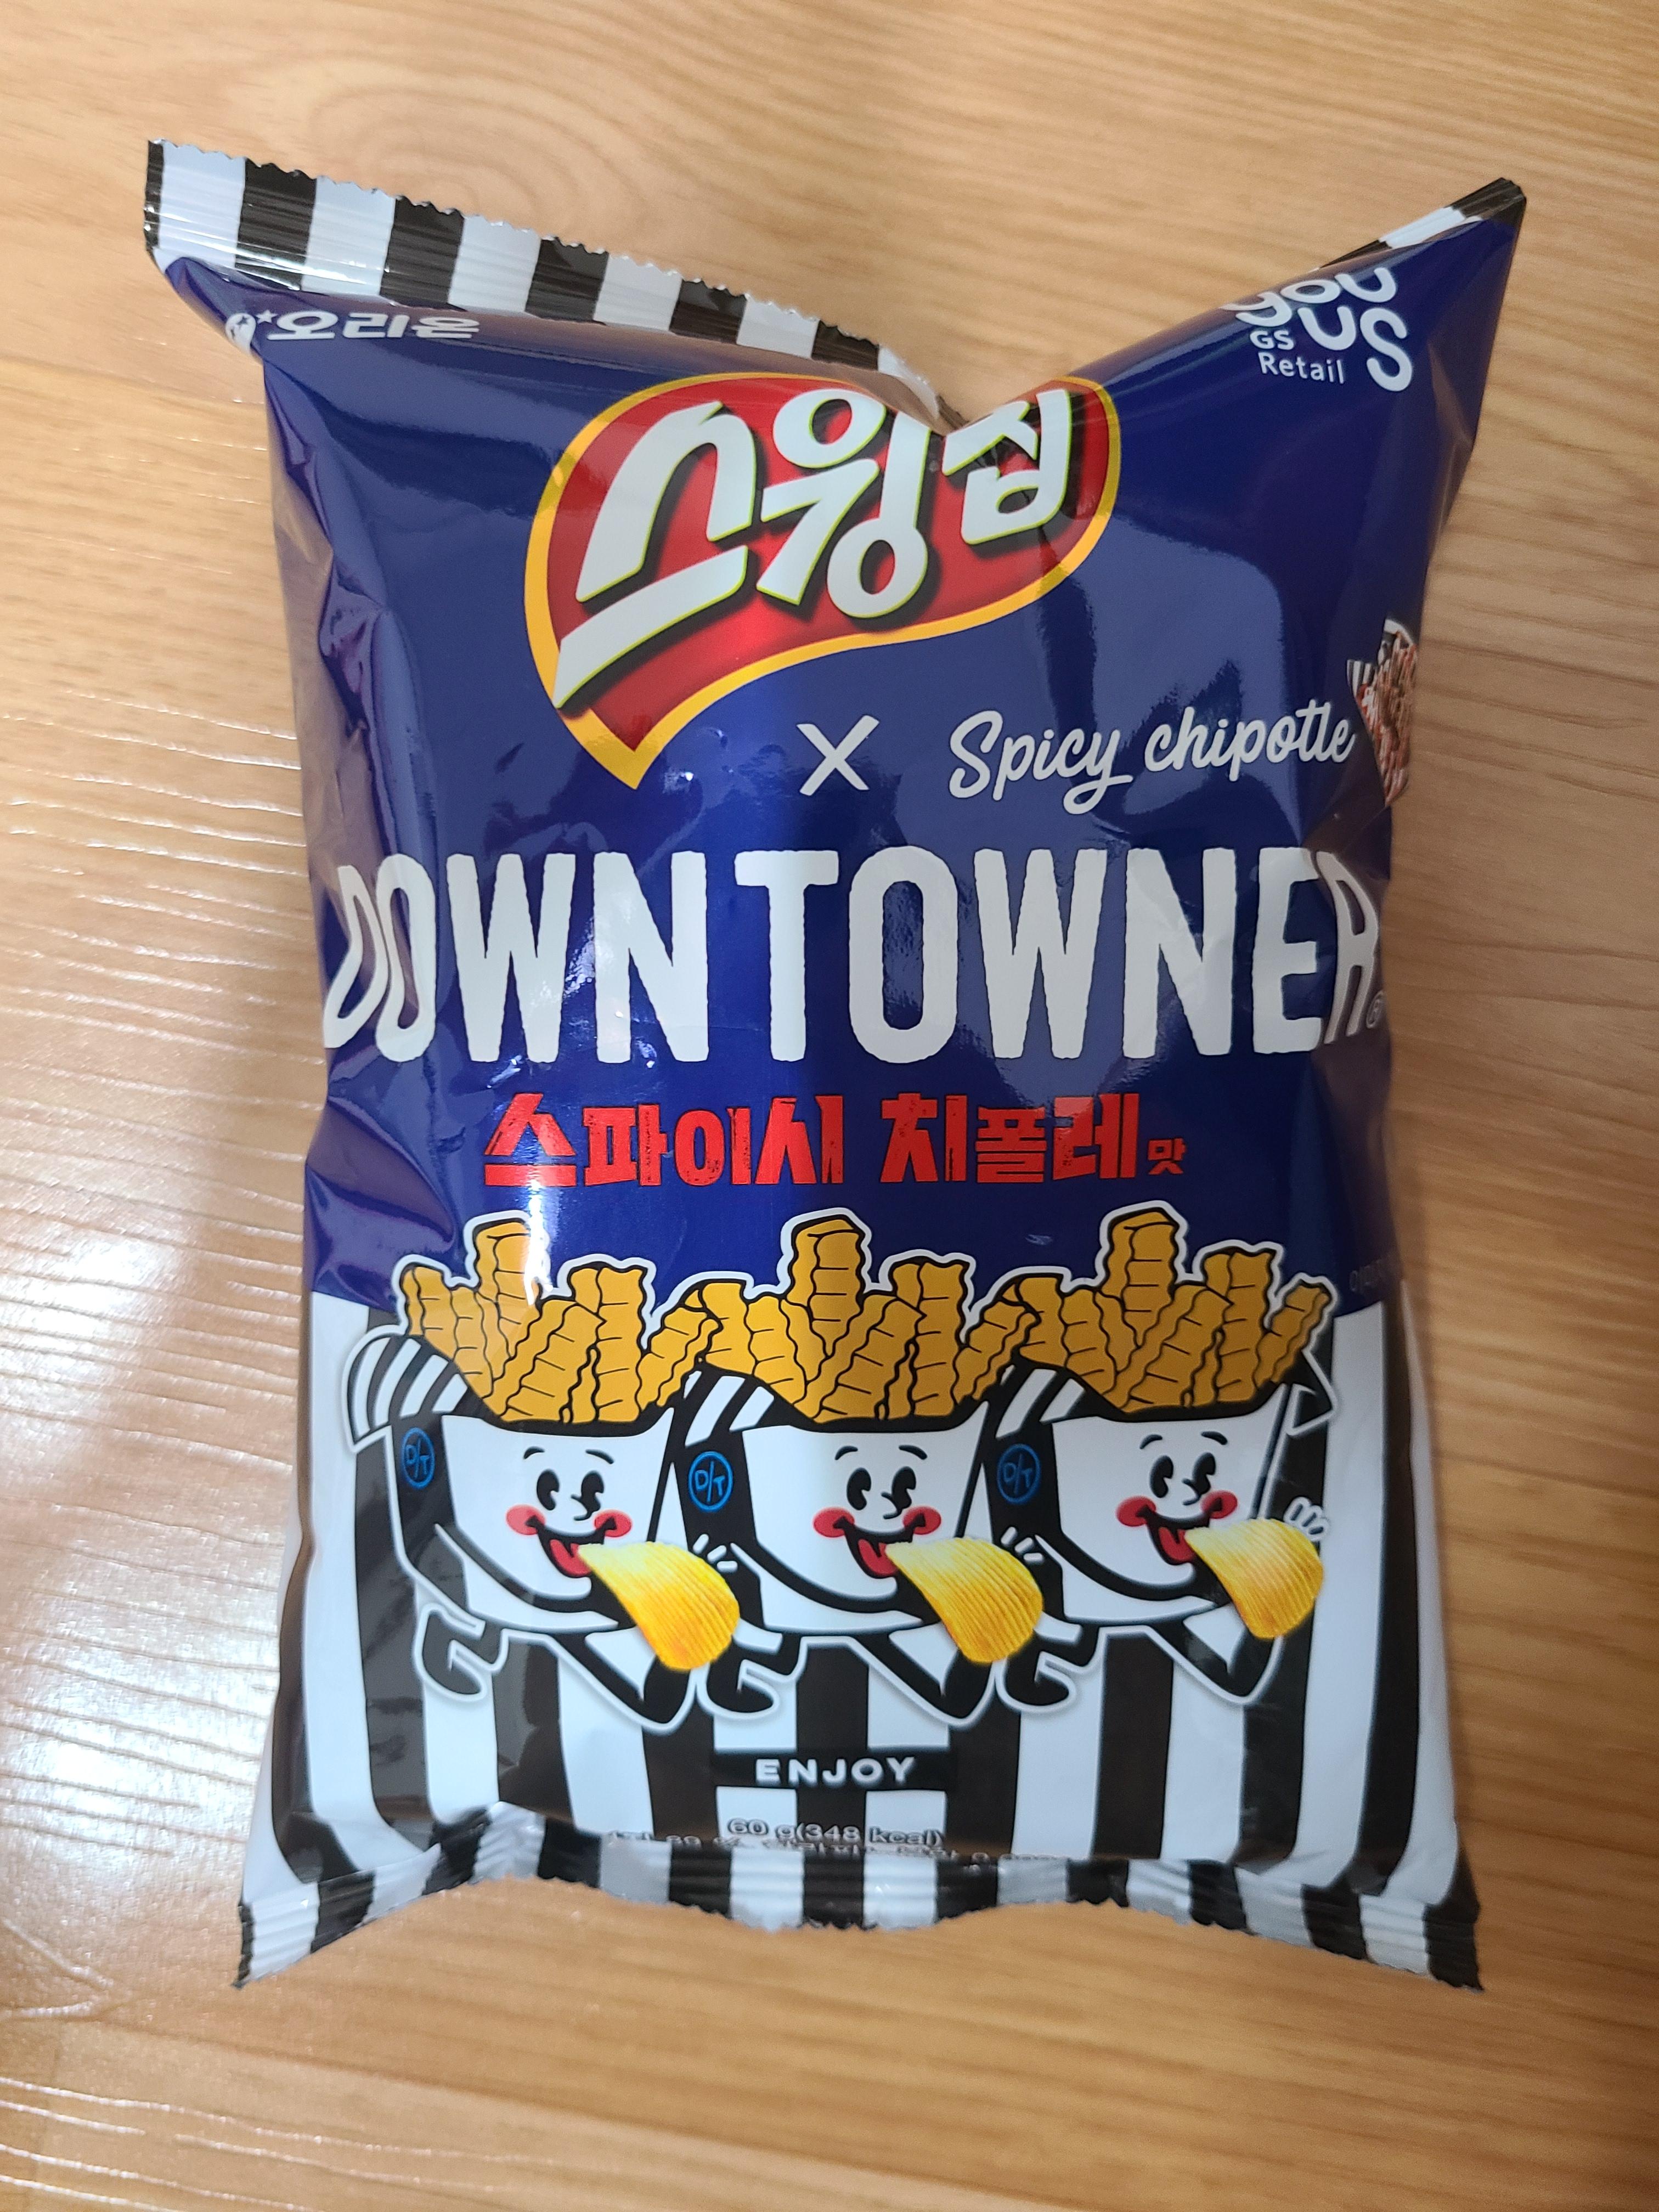 오리온
you
us
GS
Retail
스윙칩
X Spicy chipotle
DOWNTOWNER
스파이시 치폴레맛
D/T D/T D/T
ENJOY
60 g(348 kcal)